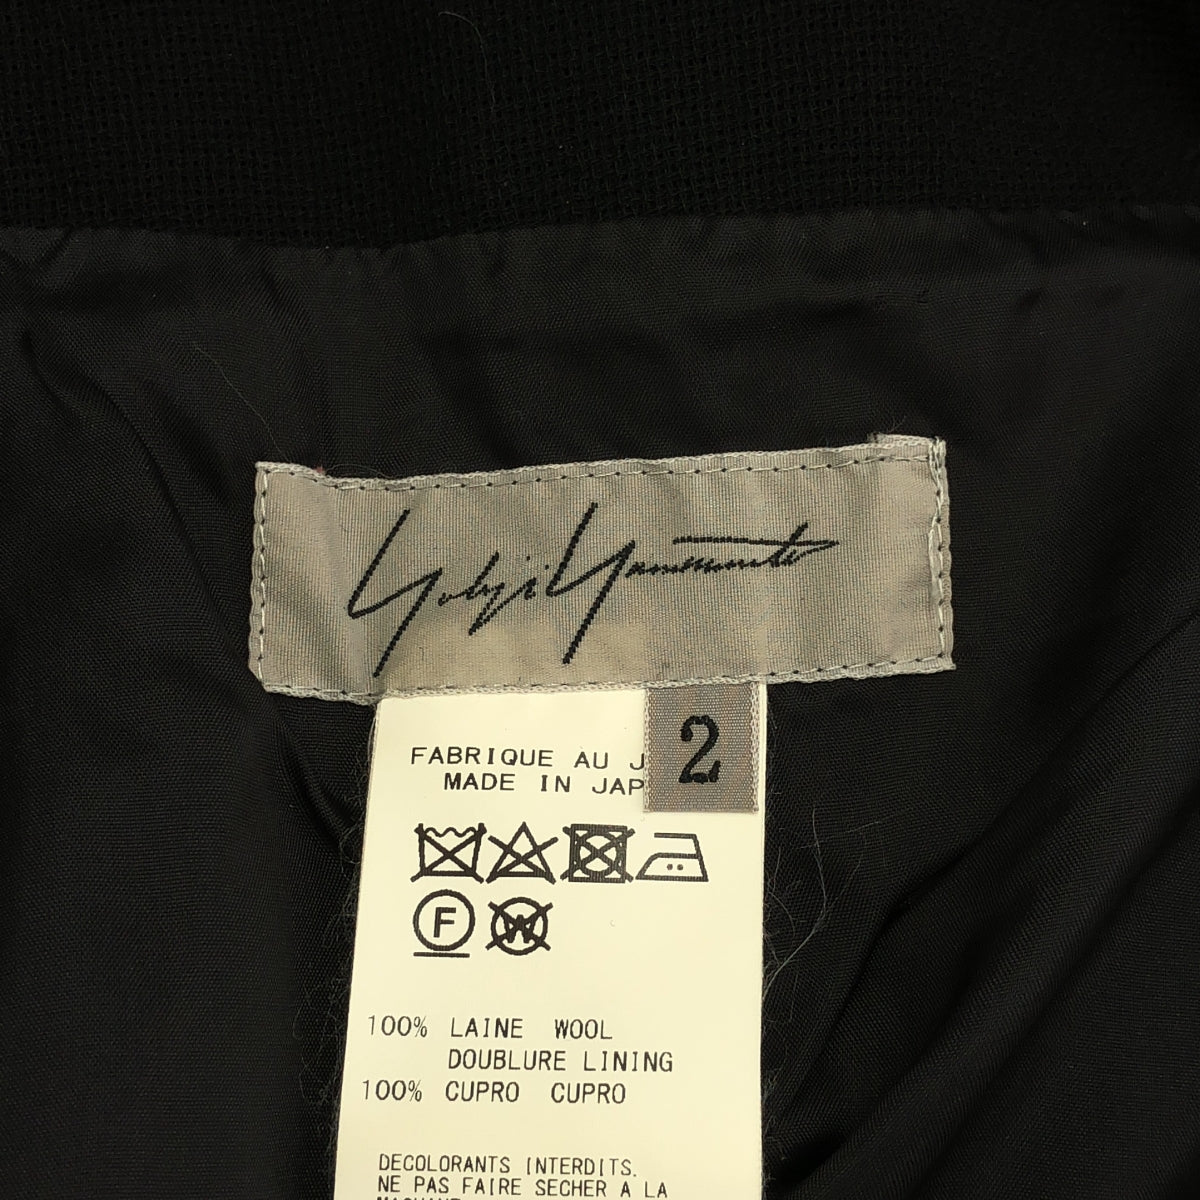 Yohji Yamamoto
2
FABRIQUE AU J
MADE IN JAP
F
W
100% LAINE WOOL
DOUBLURE LINING
100% CUPRO CUPRO
DECOLORANTS INTERDITS.
NE PAS FAIRE SECHER A LA